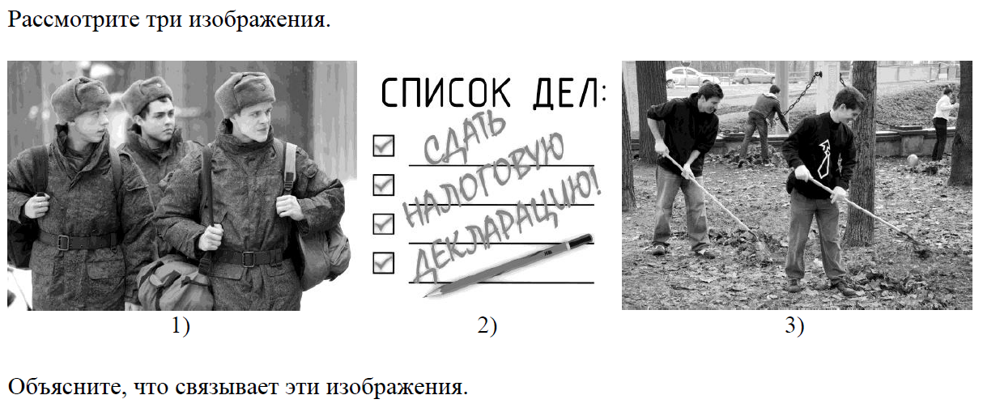 Рассмотрите три изображения.
СПИСОК ДЕЛ:
СДАТЬ
НАЛОГОВУЮ
ДЕКЛАРАЦИЮ!
1)
2)
3)
Объясните, что связывает эти изображения.